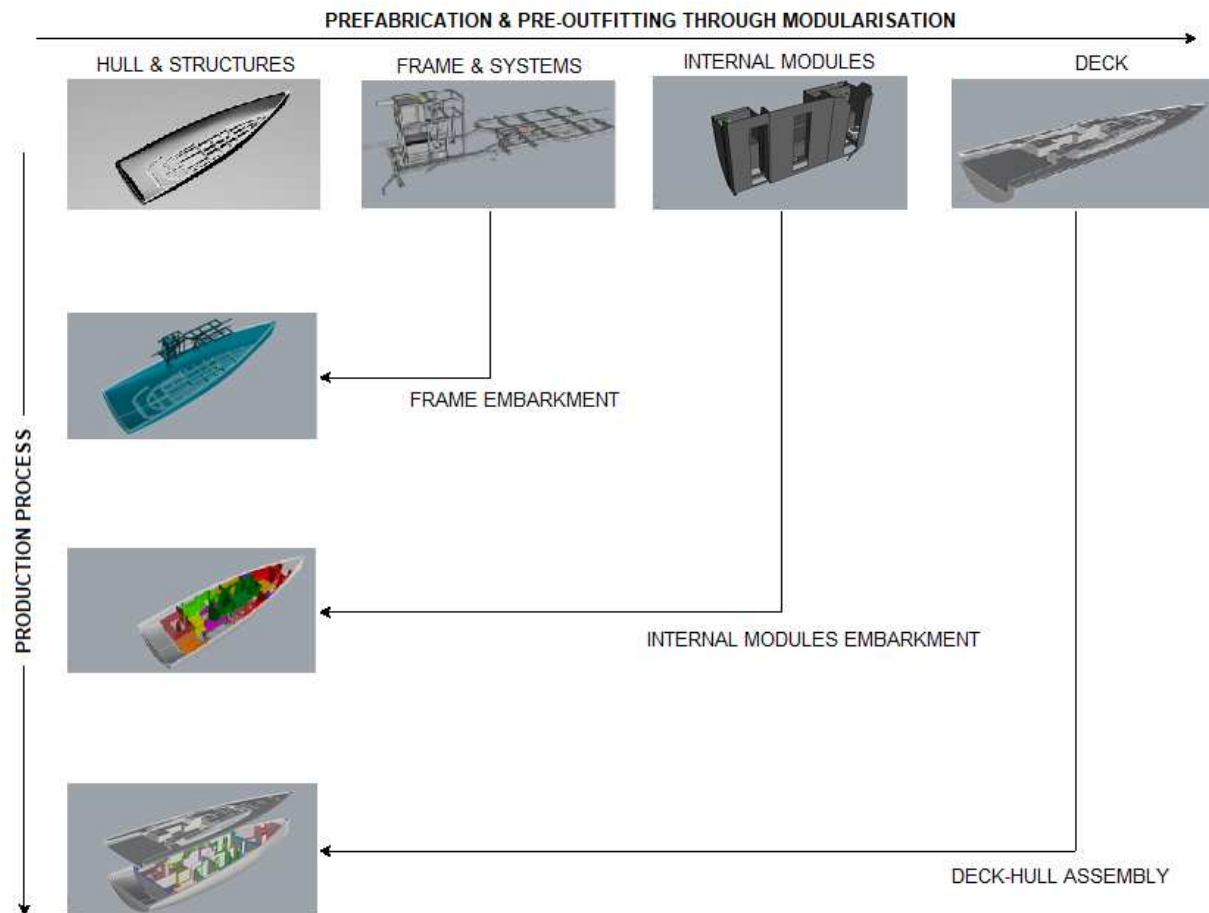 PREFABRICATION & PRE-OUTFITTING THROUGH MODULARISATION
HULL & STRUCTURES
FRAME & SYSTEMS
INTERNAL MODULES
DECK
PRODUCTION PROCESS
FRAME EMBARKMENT
INTERNAL MODULES EMBARKMENT
DECK-HULL ASSEMBLY